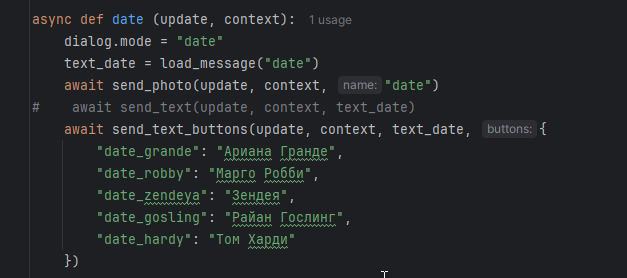 async def date (update, context): 1 usage
    dialog.mode = "date"
    text_date = load_message("date")
    await send_photo(update, context, name: "date")
#    await send_text(update, context, text_date)
    await send_text_buttons(update, context, text_date, buttons: {
        "date_grande": "Ариана Гранде",
        "date_robby": "Марго Робби",
        "date_zendeya": "Зендея",
        "date_gosling": "Райан Гослинг",
        "date_hardy": "Том Харди"
    })